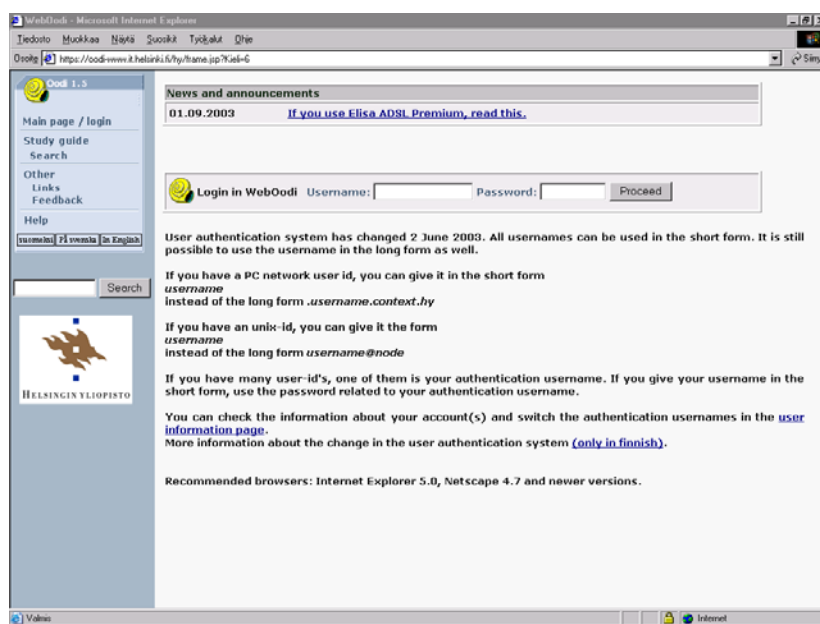 WebOodi - Microsoft Internet Explorer
Tiedosto Muokkaa Näytä Suosikit Työkalut Ohje
Osoite https://oodi-www.it.helsinki.fi/hy/frame.jsp?Kieli=6
Oodi 1.5
Main page / login
Study guide
Search
Other
Links
Feedback
Help
suomeksi På svenska In English
Search
HELSINGIN YLIOPISTO
News and announcements
01.09.2003 If you use Elisa ADSL Premium, read this.
Login in WebOodi Username: Password: Proceed
User authentication system has changed 2 June 2003. All usernames can be used in the short form. It is still
possible to use the username in the long form as well.
If you have a PC network user id, you can give it in the short form
username
instead of the long form .username.context.hy
If you have an unix-id, you can give it the form
username
instead of the long form username@node
If you have many user-id's, one of them is your authentication username. If you give your username in the
short form, use the password related to your authentication username.
You can check the information about your account(s) and switch the authentication usernames in the user
information page.
More information about the change in the user authentication system (only in finnish).
Recommended browsers: Internet Explorer 5.0, Netscape 4.7 and newer versions.
Valmis
Internet